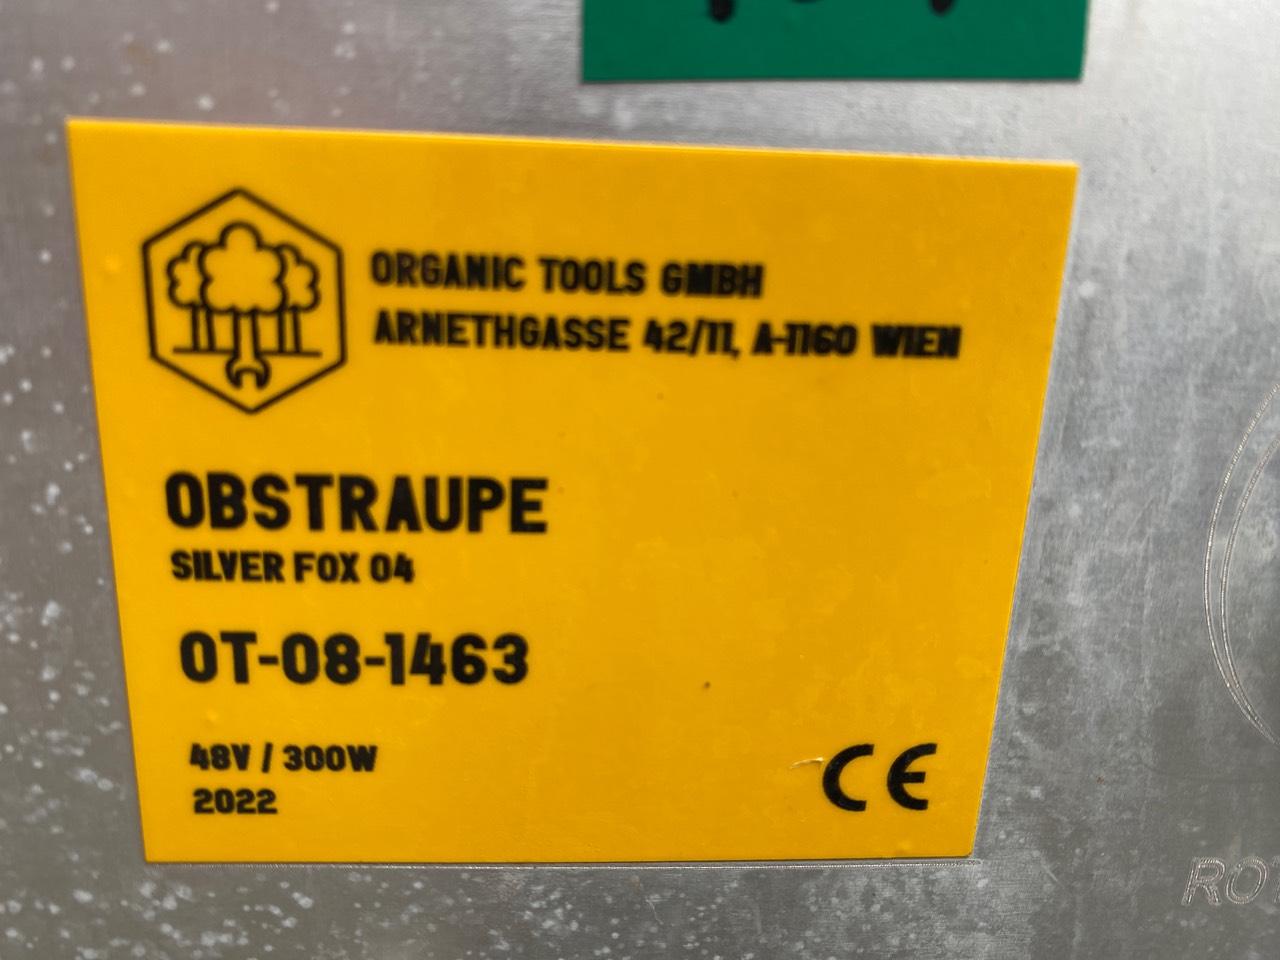 ORGANIC TOOLS GMBH
ARNETHGASSE 42/11, A-1160 WIEN
OBSTRAUPE
SILVER FOX 04
OT-08-1463
48V / 300W
2022
CE